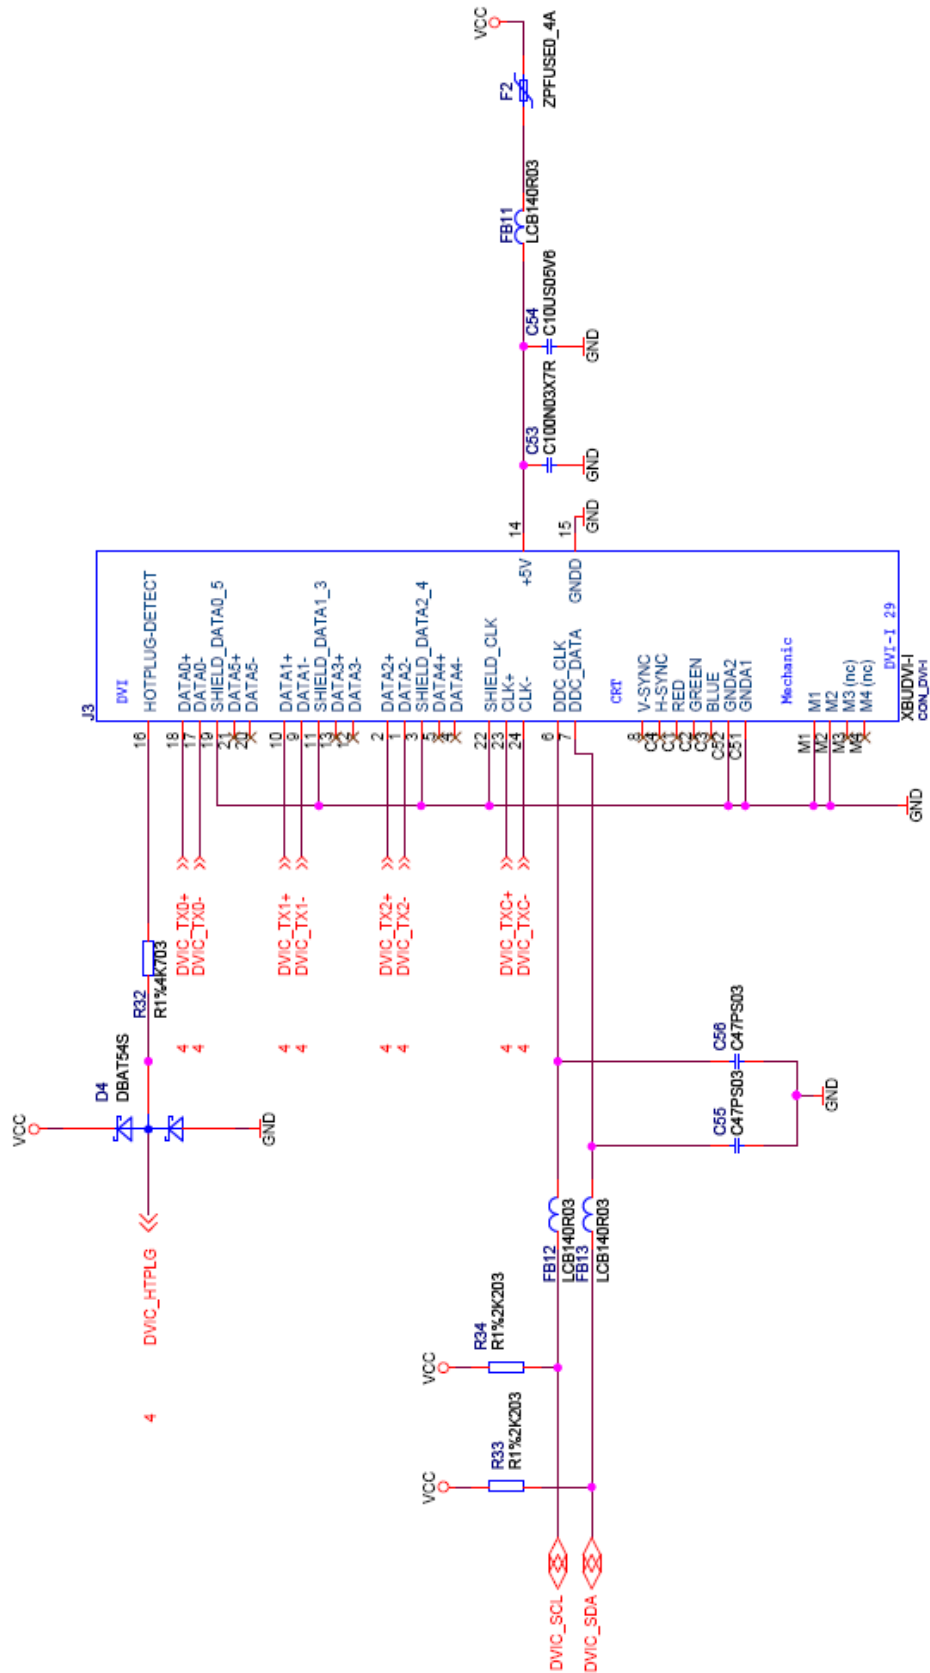 VCC
F2
ZPFUSE0_4A
FB11
LCB140R03
C54
C10US05V6
GND
C53
C100N03X7R
GND
GND
14
15
+5V
GNDD
J3
DVI
HOTPLUG-DETECT
DATA0+
DATA0-
SHIELD_DATA0_5
DATA5+
DATA5-
DATA1+
DATA1-
SHIELD_DATA1_3
DATA3+
DATA3-
DATA2+
DATA2-
SHIELD_DATA2_4
DATA4+
DATA4-
SHIELD_CLK
CLK+
CLK-
DDC_CLK
DDC_DATA
CRT
V-SYNC
H-SYNC
RED
GREEN
BLUE
GNDA2
GNDA1
Mechanic
M1
M2
M3 (nc)
M4 (nc)
DVI-I 29
XBUDVI-I
CON_DVI-I
16
18
17
19
21
20
10
9
11
13
12
2
1
3
5
4
22
23
24
6
7
8
C4
C1
C2
C3
C52
C51
M1
M2
M3
M4
GND
R32
R1%4K703
DVIC_TX0+
DVIC_TX0-
DVIC_TX1+
DVIC_TX1-
DVIC_TX2+
DVIC_TX2-
DVIC_TXC+
DVIC_TXC-
4
4
4
4
4
4
4
4
VCC
D4
DBAT54S
GND
DVIC_HTPLG
4
C56
C47PS03
C55
C47PS03
GND
FB12
LCB140R03
FB13
LCB140R03
VCC
R34
R1%2K203
VCC
R33
R1%2K203
DVIC_SCL
DVIC_SDA